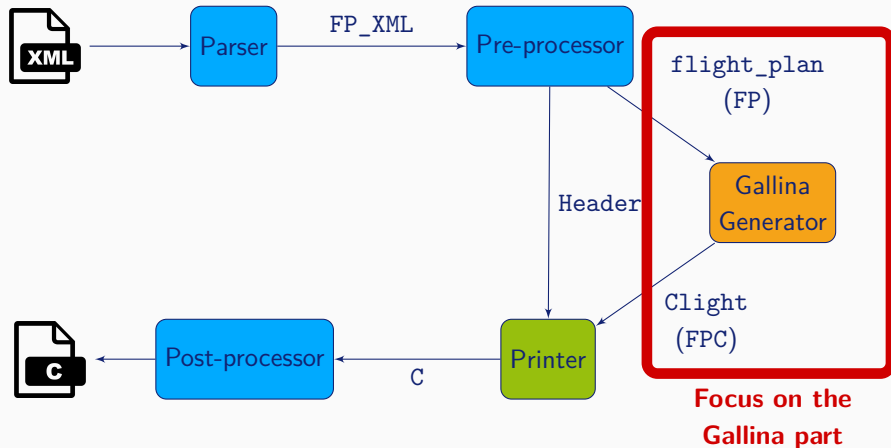 XML
Parser
FP_XML
Pre-processor
flight_plan
(FP)
Gallina
Generator
Header
Clight
(FPC)
C
Post-processor
C
Printer
Focus on the
Gallina part